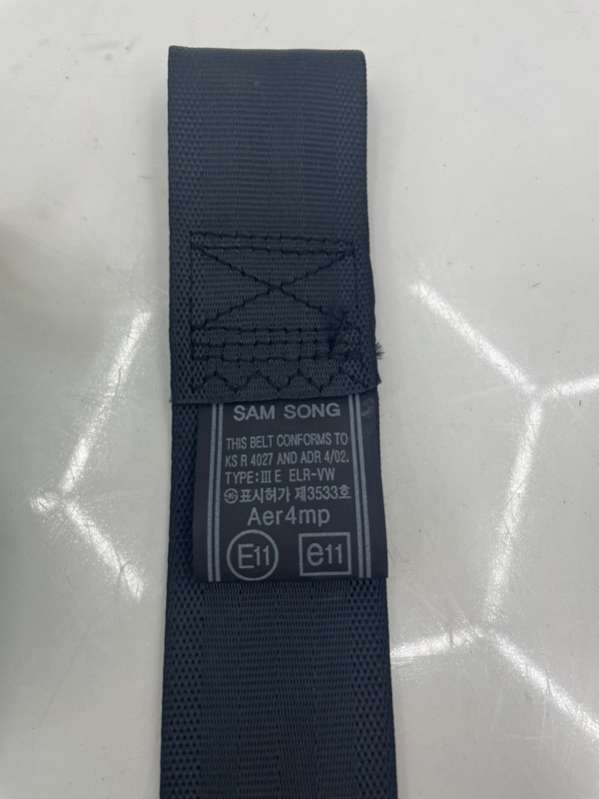 SAM SONG
THIS BELT CONFORMS TO
KS R 4027 AND ADR 4/02.
TYPE:ⅢE ELR-VW
㉿표시허가 제3533호
Aer4mp
E11 e11